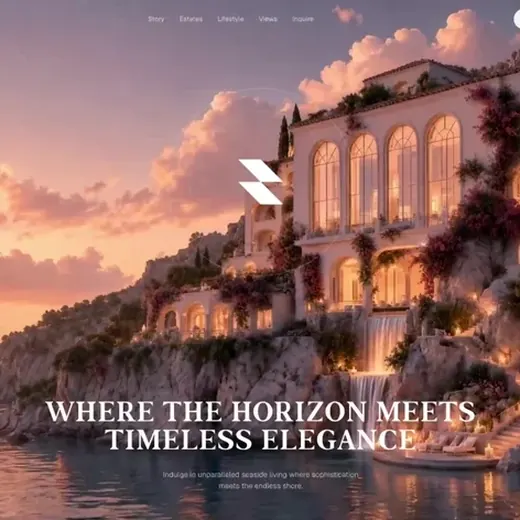 Story Estates Lifestyle Views Inquire
WHERE THE HORIZON MEETS
TIMELESS ELEGANCE
Indulge in unparalleled seaside living where sophistication_
meets the endless shore.